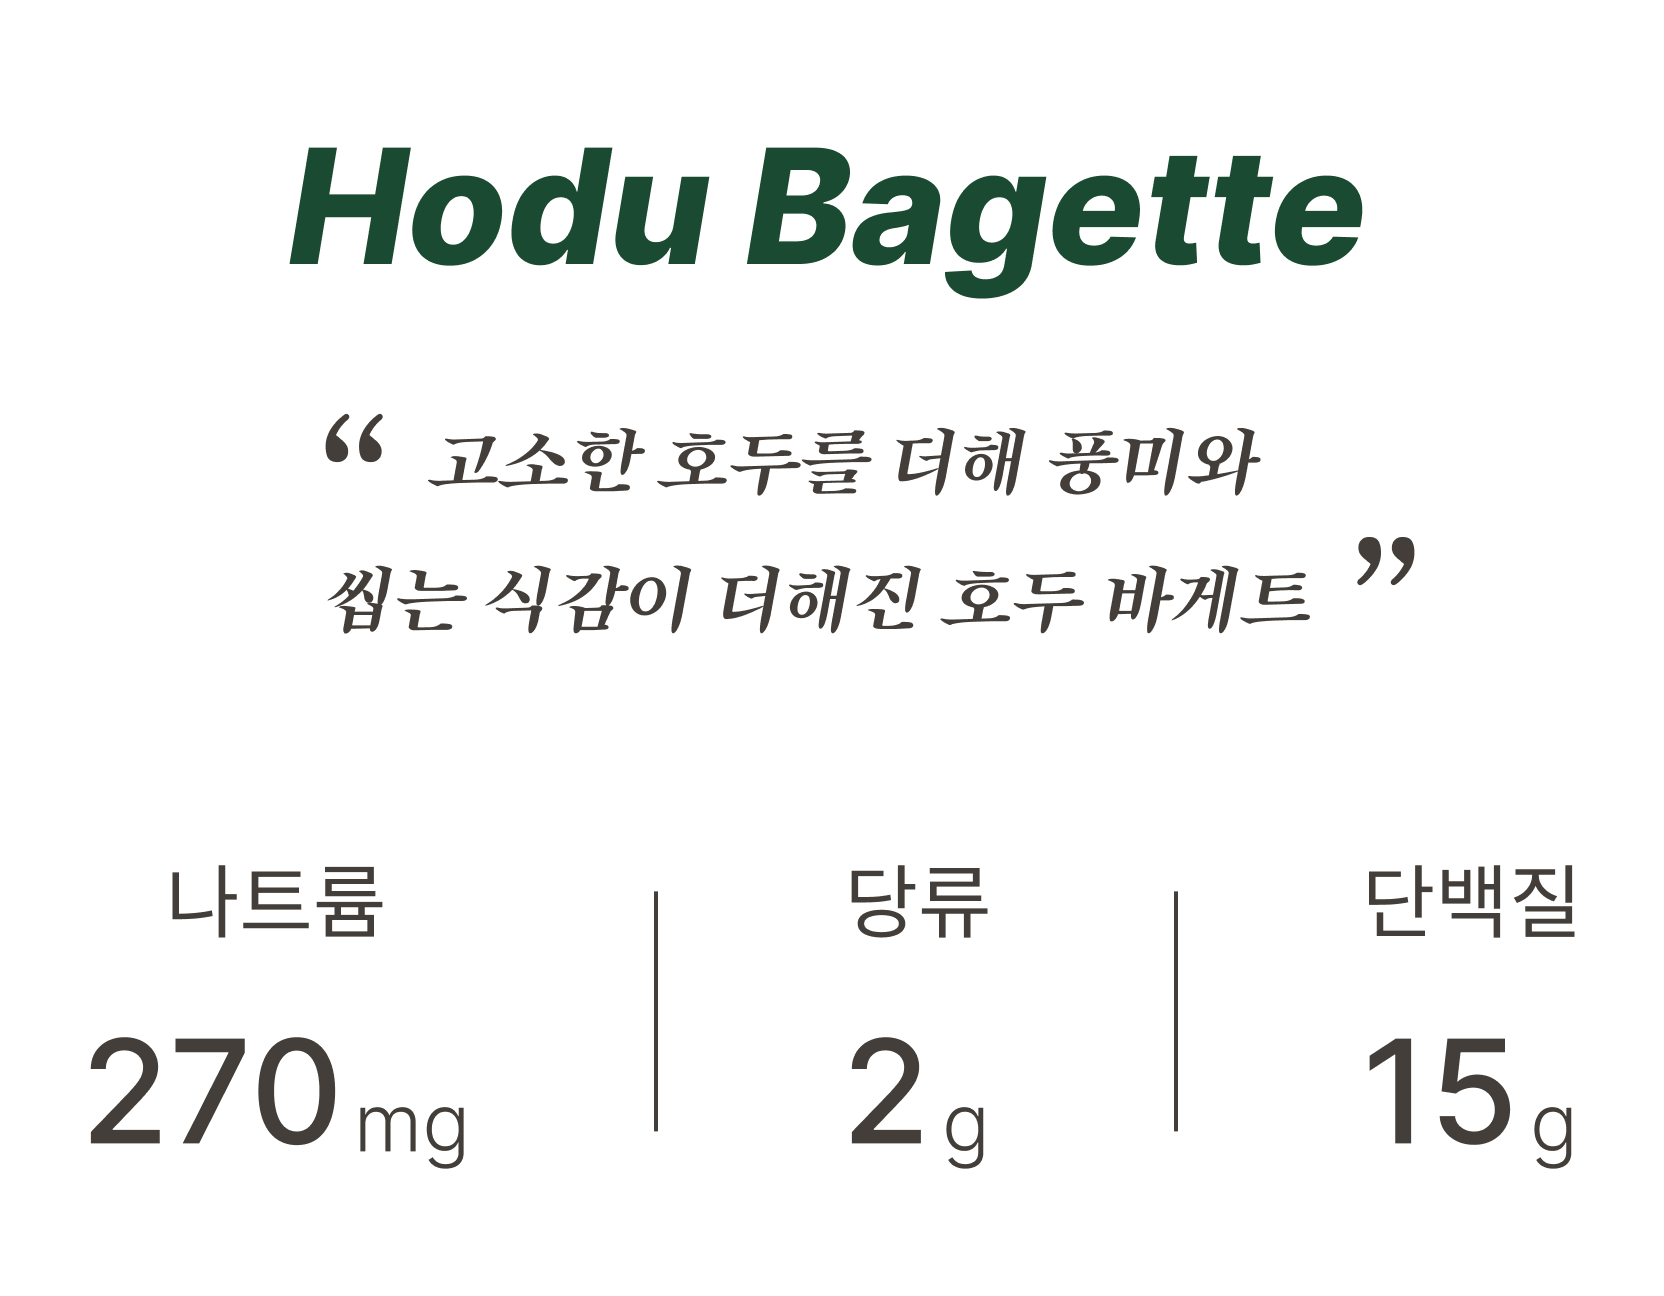 Hodu Bagette
“ 고소한 호두를 더해 풍미와
씹는 식감이 더해진 호두 바게트 ”
나트륨 당류 단백질
270 mg 2 g 15 g